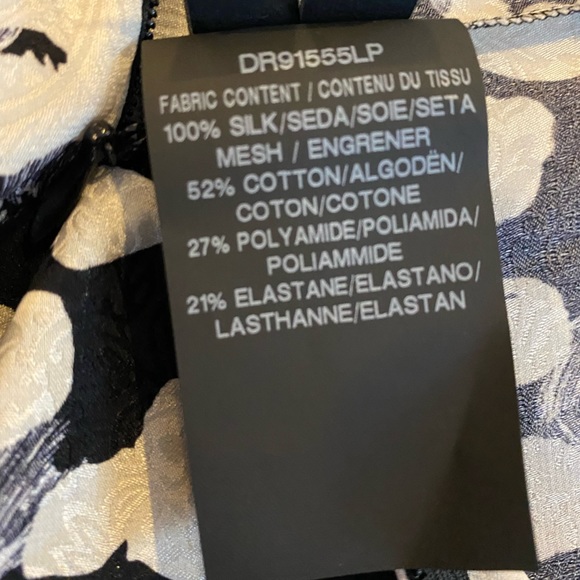 DR91555LP
FABRIC CONTENT / CONTENU DU TISSU
100% SILK/SEDA/SOIE/SETA
MESH / ENGRENER
52% COTTON/ALGODËN/
COTON/COTONE
27% POLYAMIDE/POLIAMIDA/
POLIAMMIDE
21% ELASTANE/ELASTANO/
LASTHANNE/ELASTAN